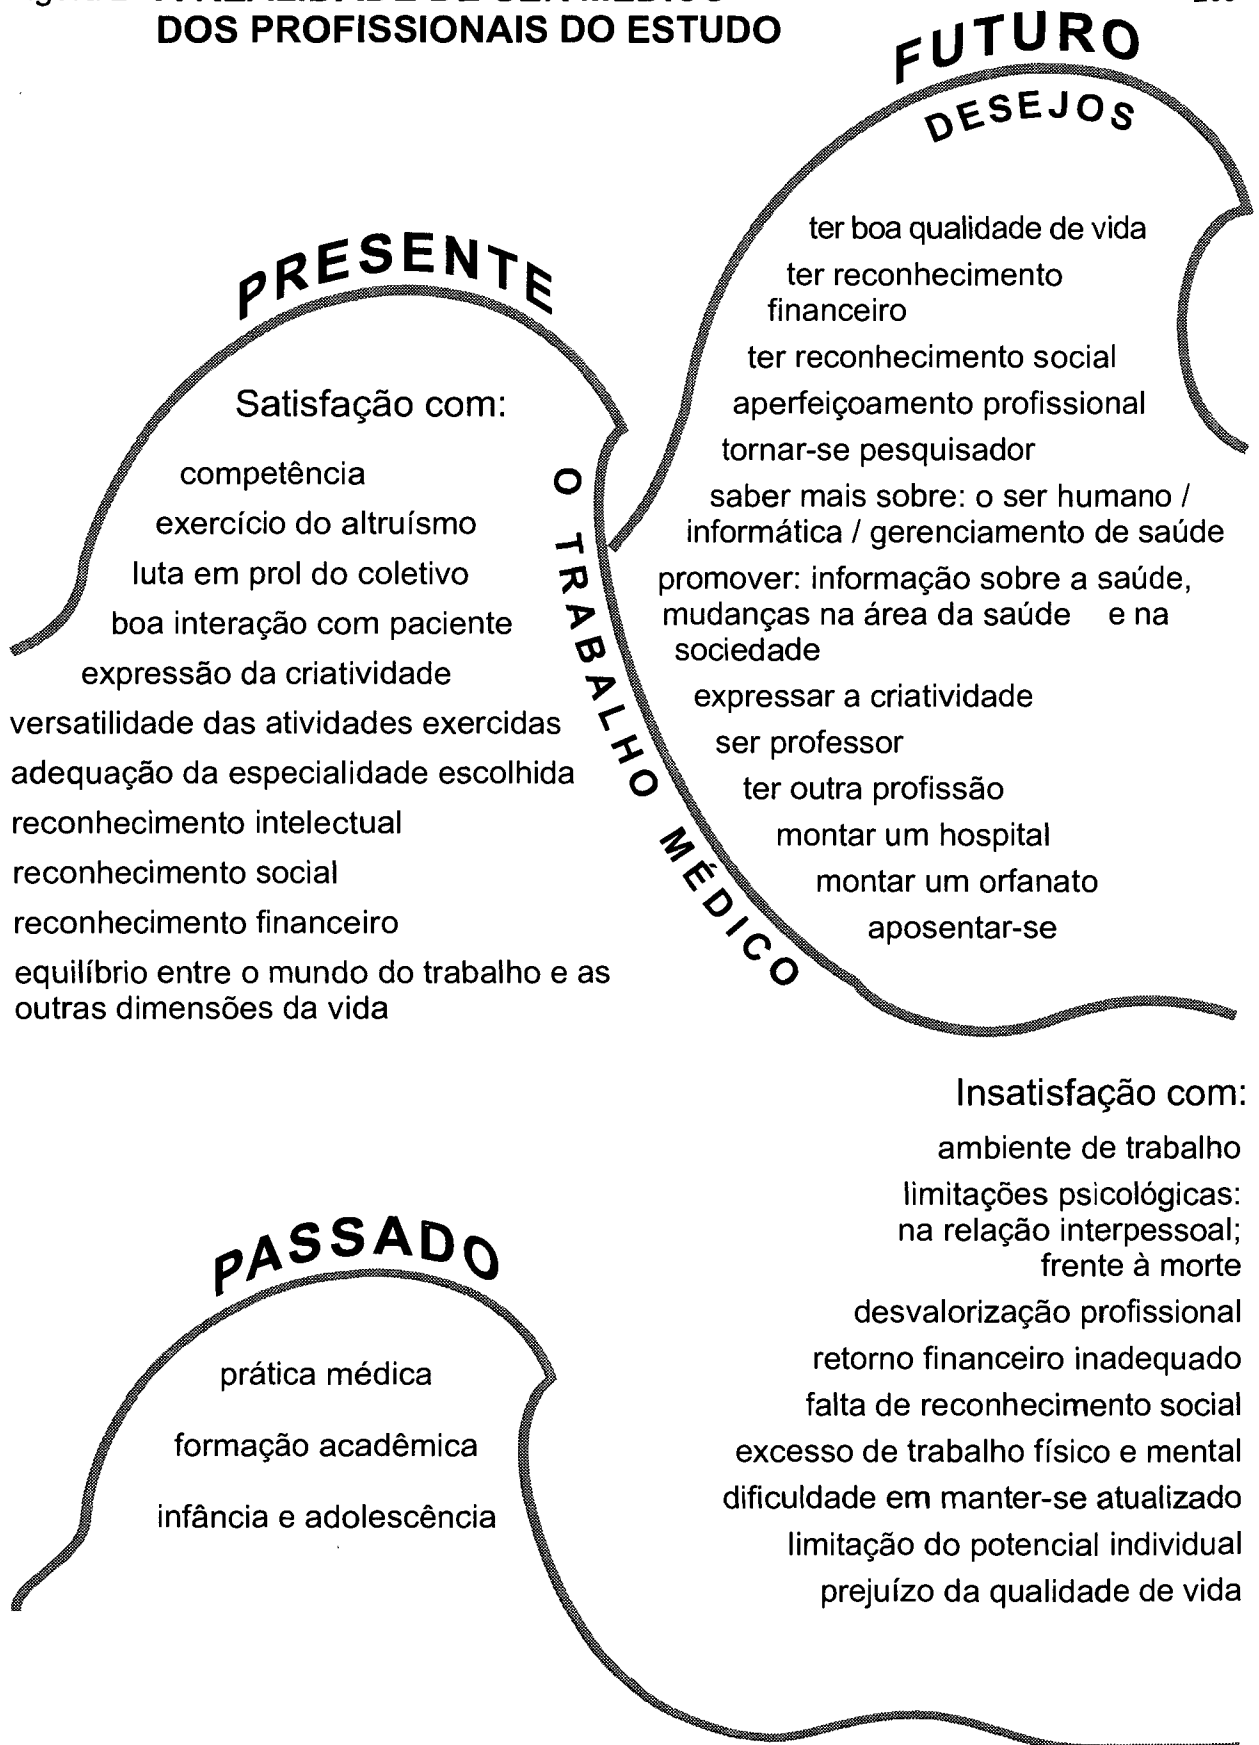 DOS PROFISSIONAIS DO ESTUDO
FUTURO
DESEJOS
ter boa qualidade de vida
ter reconhecimento
financeiro
ter reconhecimento social
aperfeiçoamento profissional
tornar-se pesquisador
saber mais sobre: o ser humano /
informática / gerenciamento de saúde
promover: informação sobre a saúde,
mudanças na área da saúde e na
sociedade
expressar a criatividade
ser professor
ter outra profissão
montar um hospital
montar um orfanato
aposentar-se
PRESENTE
Satisfação com:
competência
exercício do altruísmo
luta em prol do coletivo
boa interação com paciente
expressão da criatividade
versatilidade das atividades exercidas
adequação da especialidade escolhida
reconhecimento intelectual
reconhecimento social
reconhecimento financeiro
equilíbrio entre o mundo do trabalho e as
outras dimensões da vida
O TRABALHO MÉDICO
Insatisfação com:
ambiente de trabalho
limitações psicológicas:
na relação interpessoal;
frente à morte
desvalorização profissional
retorno financeiro inadequado
falta de reconhecimento social
excesso de trabalho físico e mental
dificuldade em manter-se atualizado
limitação do potencial individual
prejuízo da qualidade de vida
PASSADO
prática médica
formação acadêmica
infância e adolescência